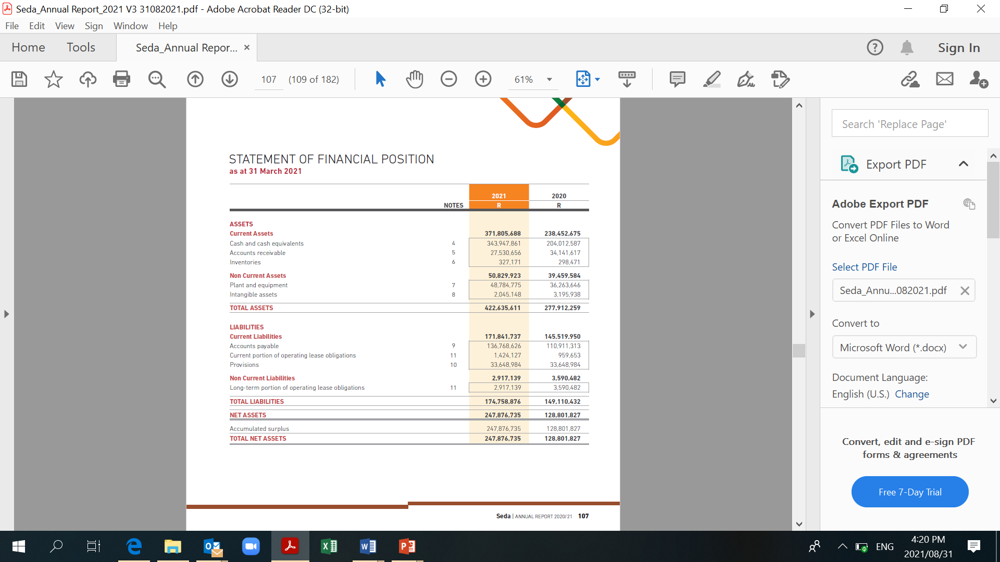 Seda_Annual Report_2021 V3 31082021.pdf - Adobe Acrobat Reader DC (32-bit)
File Edit View Sign Window Help
Home Tools Seda_Annual Repor... × Sign In
107 (109 of 182) 61%
Search 'Replace Page'
Export PDF
Adobe Export PDF
Convert PDF Files to Word
or Excel Online
Select PDF File
Seda_Annu...082021.pdf
Convert to
Microsoft Word (*.docx)
Document Language:
English (U.S.) Change
Convert, edit and e-sign PDF
forms & agreements
Free 7-Day Trial
STATEMENT OF FINANCIAL POSITION
as at 31 March 2021
2021 2020
NOTES R R
ASSETS
Current Assets 371,805,688 238,452,675
Cash and cash equivalents 4 343,947,861 204,012,587
Accounts receivable 5 27,530,656 34,141,617
Inventories 6 327,171 298,471
Non Current Assets 50,829,923 39,459,584
Plant and equipment 7 48,784,775 36,263,646
Intangible assets 8 2,045,148 3,195,938
TOTAL ASSETS 422,635,611 277,912,259
LIABILITIES
Current Liabilities 171,841,737 145,519,950
Accounts payable 9 136,768,626 110,911,313
Current portion of operating lease obligations 11 1,424,127 959,653
Provisions 10 33,648,984 33,648,984
Non Current Liabilities 2,917,139 3,590,482
Long-term portion of operating lease obligations 11 2,917,139 3,590,482
TOTAL LIABILITIES 174,758,876 149,110,432
NET ASSETS 247,876,735 128,801,827
Accumulated surplus 247,876,735 128,801,827
TOTAL NET ASSETS 247,876,735 128,801,827
Seda | ANNUAL REPORT 2020/21 107
ENG
4:20 PM
2021/08/31